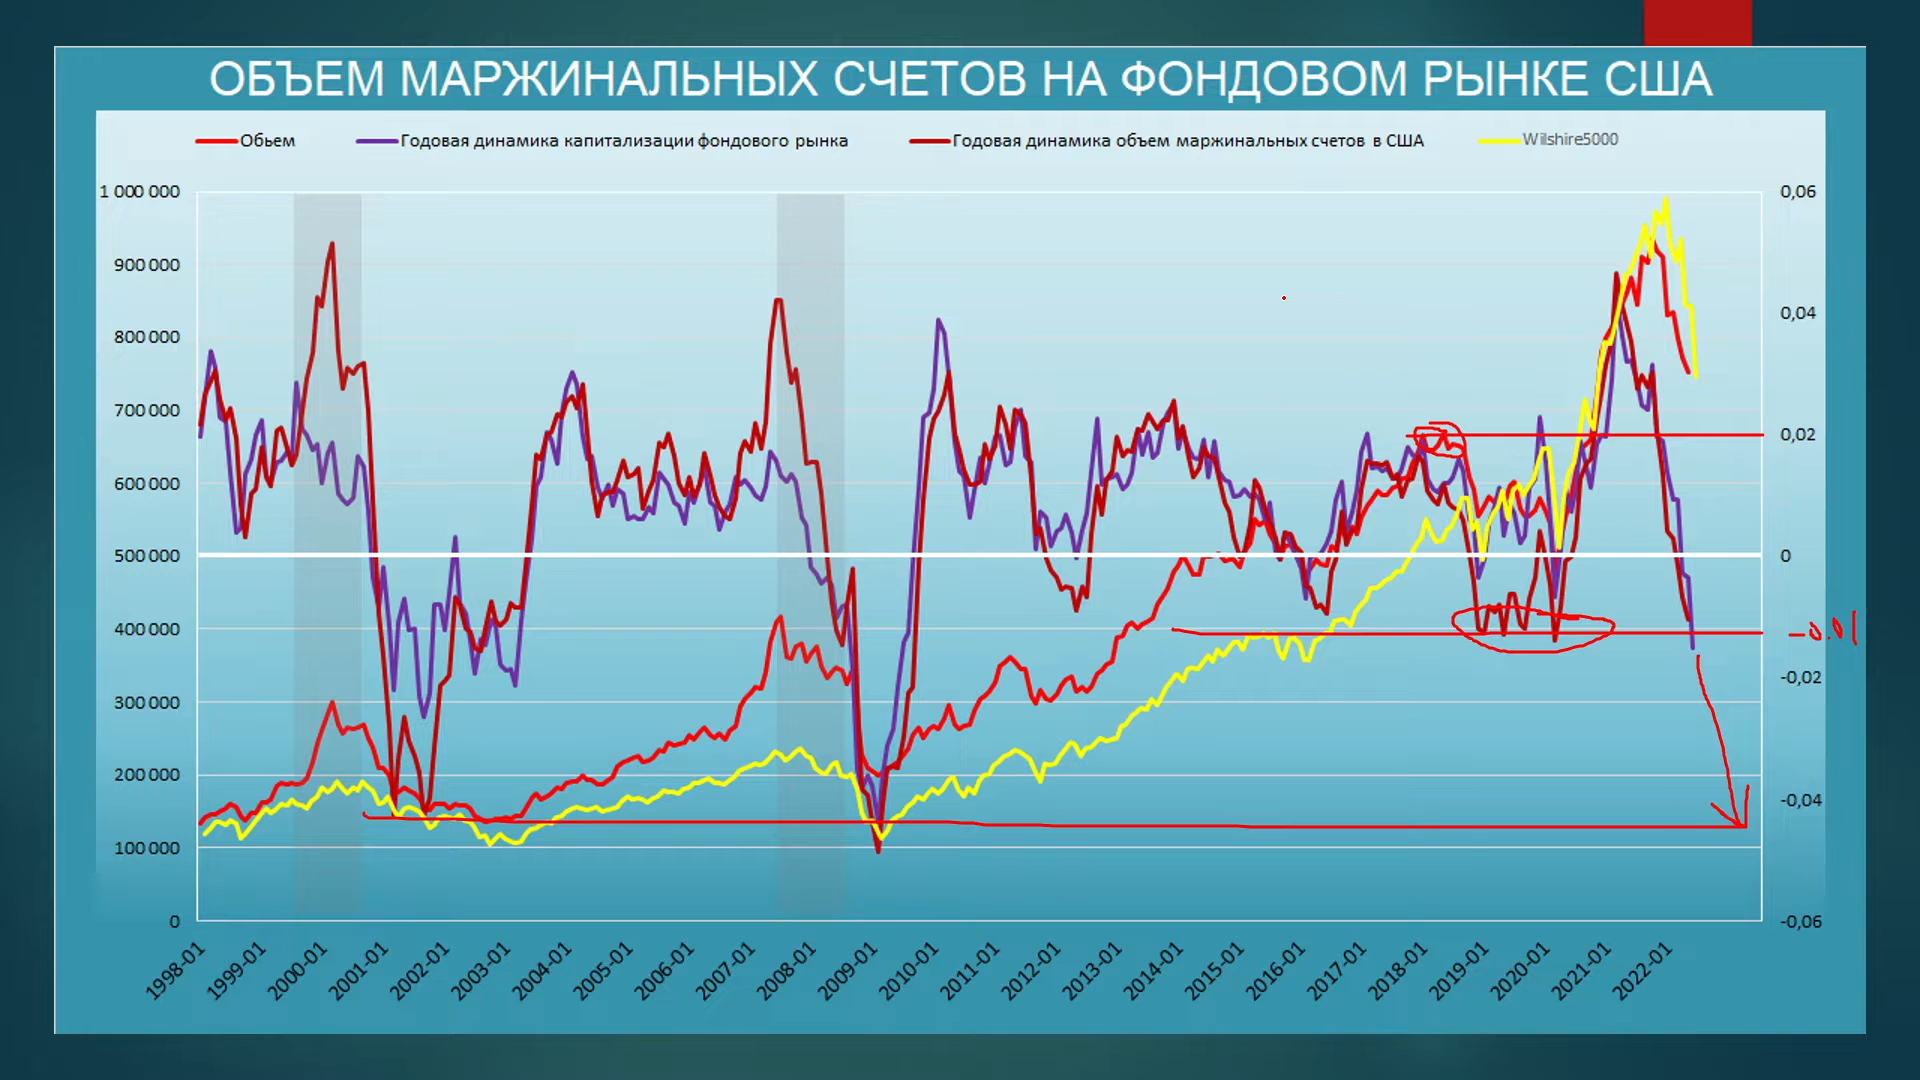 ОБЪЕМ МАРЖИНАЛЬНЫХ СЧЕТОВ НА ФОНДОВОМ РЫНКЕ США
Обьем Годовая динамика капитализации фондового рынка Годовая динамика объем маржинальных счетов в США Wilshire5000
1 000 000 0,06
900 000
800 000 0,04
700 000
600 000 0,02
500 000 0
400 000 -0.01
300 000 -0,02
200 000 -0,04
100 000
0 -0,06
1998-01 1999-01 2000-01 2001-01 2002-01 2003-01 2004-01 2005-01 2006-01 2007-01 2008-01 2009-01 2010-01 2011-01 2012-01 2013-01 2014-01 2015-01 2016-01 2017-01 2018-01 2019-01 2020-01 2021-01 2022-01